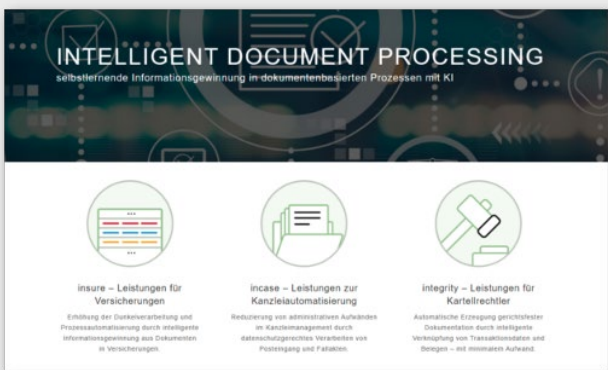 INTELLIGENT DOCUMENT PROCESSING
selbstlernende Informationsgewinnung in dokumentenbasierten Prozessen mit KI
insure – Leistungen für
Versicherungen
Erhöhung der Dunkelverarbeitung und
Prozessautomatisierung durch intelligente
Informationsgewinnung aus Dokumenten
in Versicherungen.
incase – Leistungen zur
Kanzleiautomatisierung
Reduzierung von administrativen Aufwänden
im Kanzleimanagement durch
datenschutzgerechtes Verarbeiten von
Posteingang und Fallakten.
integrity – Leistungen für
Kartellrechtler
Automatische Erzeugung gerichtsfester
Dokumentation durch intelligente
Verknüpfung von Transaktionsdaten und
Belegen – mit minimalem Aufwand.